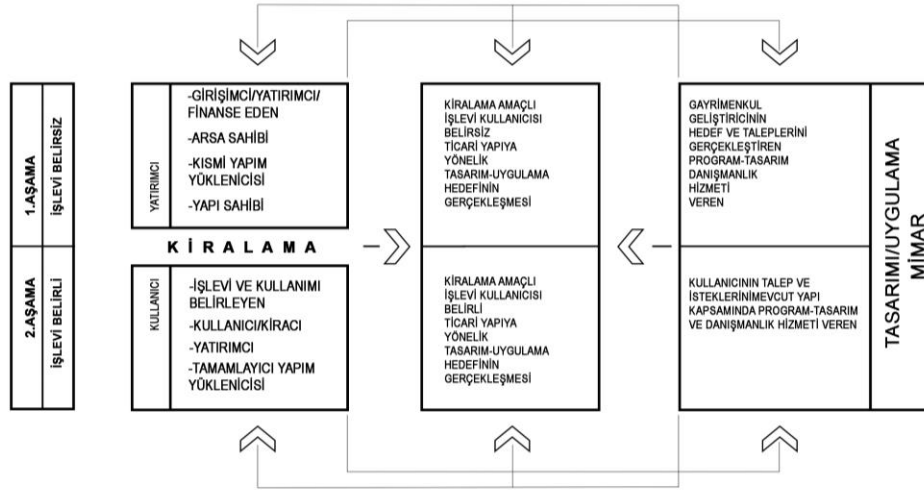 1.AŞAMA
İŞLEVİ BELİRSİZ
YATIRIMCI
-GİRİŞİMCİ/YATIRIMCI/
FİNANSE EDEN
-ARSA SAHİBİ
-KISMİ YAPIM
YÜKLENİCİSİ
-YAPI SAHİBİ
KİRALAMA AMAÇLI
İŞLEVİ KULLANICISI
BELİRSİZ
TİCARİ YAPIYA
YÖNELİK
TASARIM-UYGULAMA
HEDEFİNİN
GERÇEKLEŞMESİ
GAYRİMENKUL
GELİŞTİRİCİNİN
HEDEF VE TALEPLERİNİ
GERÇEKLEŞTİREN
PROGRAM-TASARIM
DANIŞMANLIK
HİZMETİ
VEREN
TASARIMI/UYGULAMA
MİMAR
KİRALAMA
2.AŞAMA
İŞLEVİ BELİRLİ
KULLANICI
-İŞLEVİ VE KULLANIMI
BELİRLEYEN
-KULLANICI/KİRACI
-YATIRIMCI
-TAMAMLAYICI YAPIM
YÜKLENİCİSİ
KİRALAMA AMAÇLI
İŞLEVİ KULLANICISI
BELİRLİ
TİCARİ YAPIYA
YÖNELİK
TASARIM-UYGULAMA
HEDEFİNİN
GERÇEKLEŞMESİ
KULLANICININ TALEP VE
İSTEKLERİNİMEVCUT YAPI
KAPSAMINDA PROGRAM-TASARIM
VE DANIŞMANLIK HİZMETİ VEREN